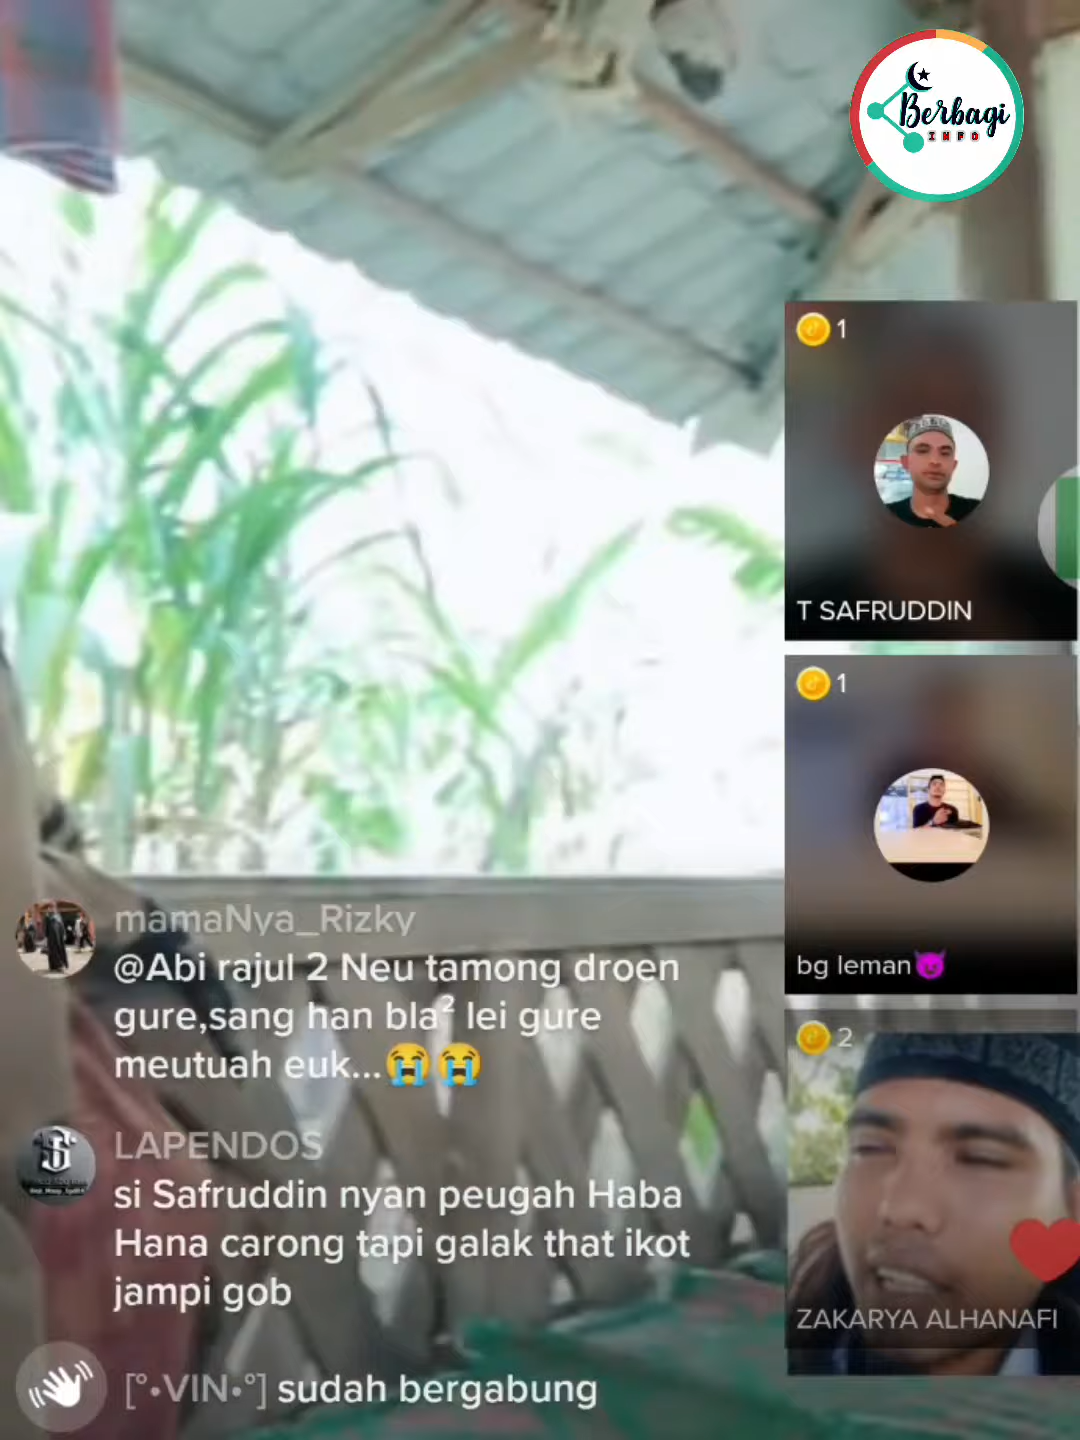 Berbagi
INFO
1
T SAFRUDDIN
1
bg leman😈
2
ZAKARYA ALHANAFI
mamaNya_Rizky
@Abi rajul 2 Neu tamong droen
gure,sang han bla² lei gure
meutuah euk...😭😭
LAPENDOS
si Safruddin nyan peugah Haba
Hana carong tapi galak that ikot
jampi gob
[°•VIN•°] sudah bergabung